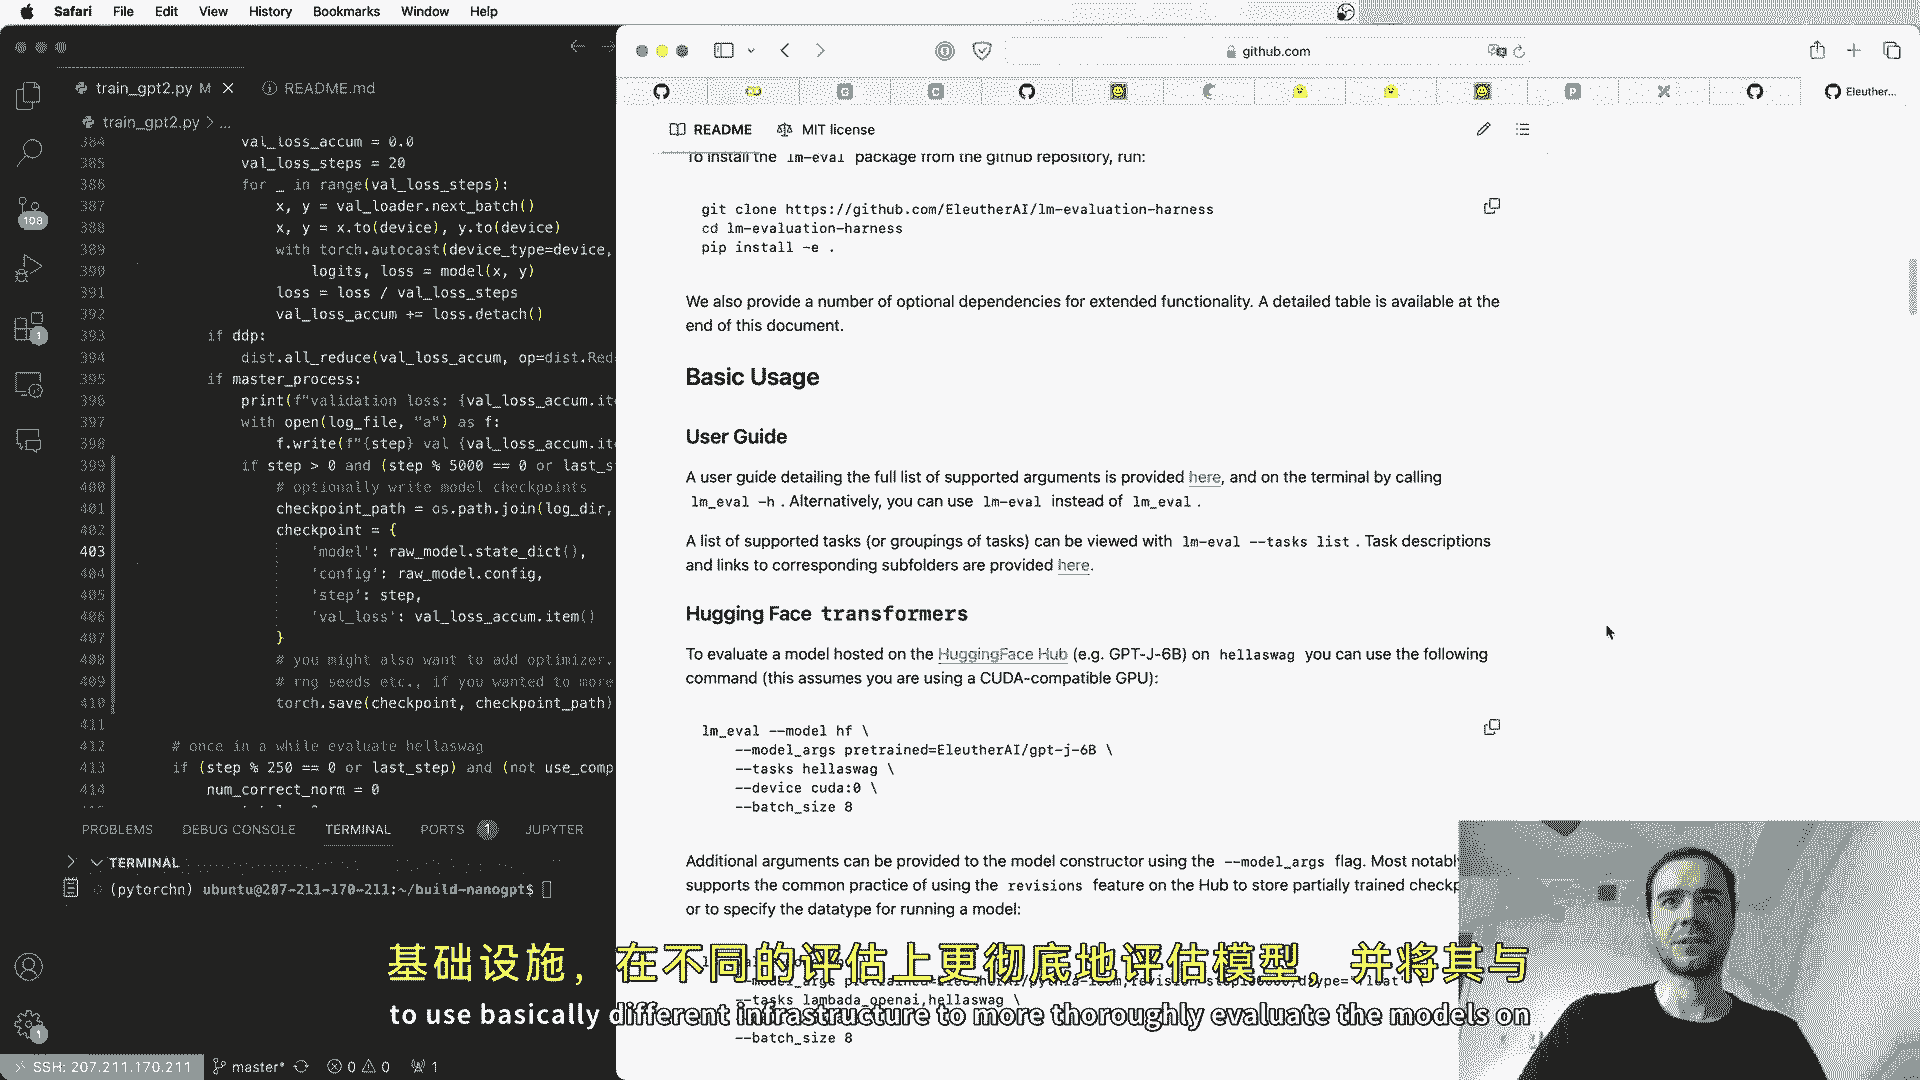 Safari File Edit View History Bookmarks Window Help
train_gpt2.py M
README.md
train_gpt2.py > ...
384 val_loss_accum = 0.0
385 val_loss_steps = 20
386 for _ in range(val_loss_steps):
387 x, y = val_loader.next_batch()
388 x, y = x.to(device), y.to(device)
389 with torch.autocast(device_type=device,
390 logits, loss = model(x, y)
391 loss = loss / val_loss_steps
392 val_loss_accum += loss.detach()
393 if ddp:
394 dist.all_reduce(val_loss_accum, op=dist.Red
395 if master_process:
396 print(f"validation loss: {val_loss_accum.it
397 with open(log_file, "a") as f:
398 f.write(f"{step} val {val_loss_accum.it
399 if step > 0 and (step % 5000 == 0 or last_s
400 # optionally write model checkpoints
401 checkpoint_path = os.path.join(log_dir,
402 checkpoint = {
403 'model': raw_model.state_dict(),
404 'config': raw_model.config,
405 'step': step,
406 'val_loss': val_loss_accum.item()
407 }
408 # you might also want to add optimizer.
409 # rng seeds etc., if you wanted to more
410 torch.save(checkpoint, checkpoint_path)
411
412 # once in a while evaluate hellaswag
413 if (step % 250 == 0 or last_step) and (not use_comp
414 num_correct_norm = 0
108
1
PROBLEMS DEBUG CONSOLE TERMINAL PORTS 1 JUPYTER
TERMINAL
(pytorchn) ubuntu@207-211-170-211:~/build-nanogpt$
1
SSH: 207.211.170.211 master* 0 0 1
github.com
Eleuther...
README MIT license
To install the lm-eval package from the github repository, run:
git clone https://github.com/EleutherAI/lm-evaluation-harness
cd lm-evaluation-harness
pip install -e .
We also provide a number of optional dependencies for extended functionality. A detailed table is available at the
end of this document.
Basic Usage
User Guide
A user guide detailing the full list of supported arguments is provided here, and on the terminal by calling
lm_eval -h . Alternatively, you can use lm-eval instead of lm_eval .
A list of supported tasks (or groupings of tasks) can be viewed with lm-eval --tasks list . Task descriptions
and links to corresponding subfolders are provided here.
Hugging Face transformers
To evaluate a model hosted on the HuggingFace Hub (e.g. GPT-J-6B) on hellaswag you can use the following
command (this assumes you are using a CUDA-compatible GPU):
lm_eval --model hf \
--model_args pretrained=EleutherAI/gpt-j-6B \
--tasks hellaswag \
--device cuda:0 \
--batch_size 8
Additional arguments can be provided to the model constructor using the --model_args flag. Most notabl
supports the common practice of using the revisions feature on the Hub to store partially trained checkp
or to specify the datatype for running a model:
--tasks lambada_openai,hellaswag \
--batch_size 8
基础设施，在不同的评估上更彻底地评估模型，并将其与
to use basically different infrastructure to more thoroughly evaluate the models on